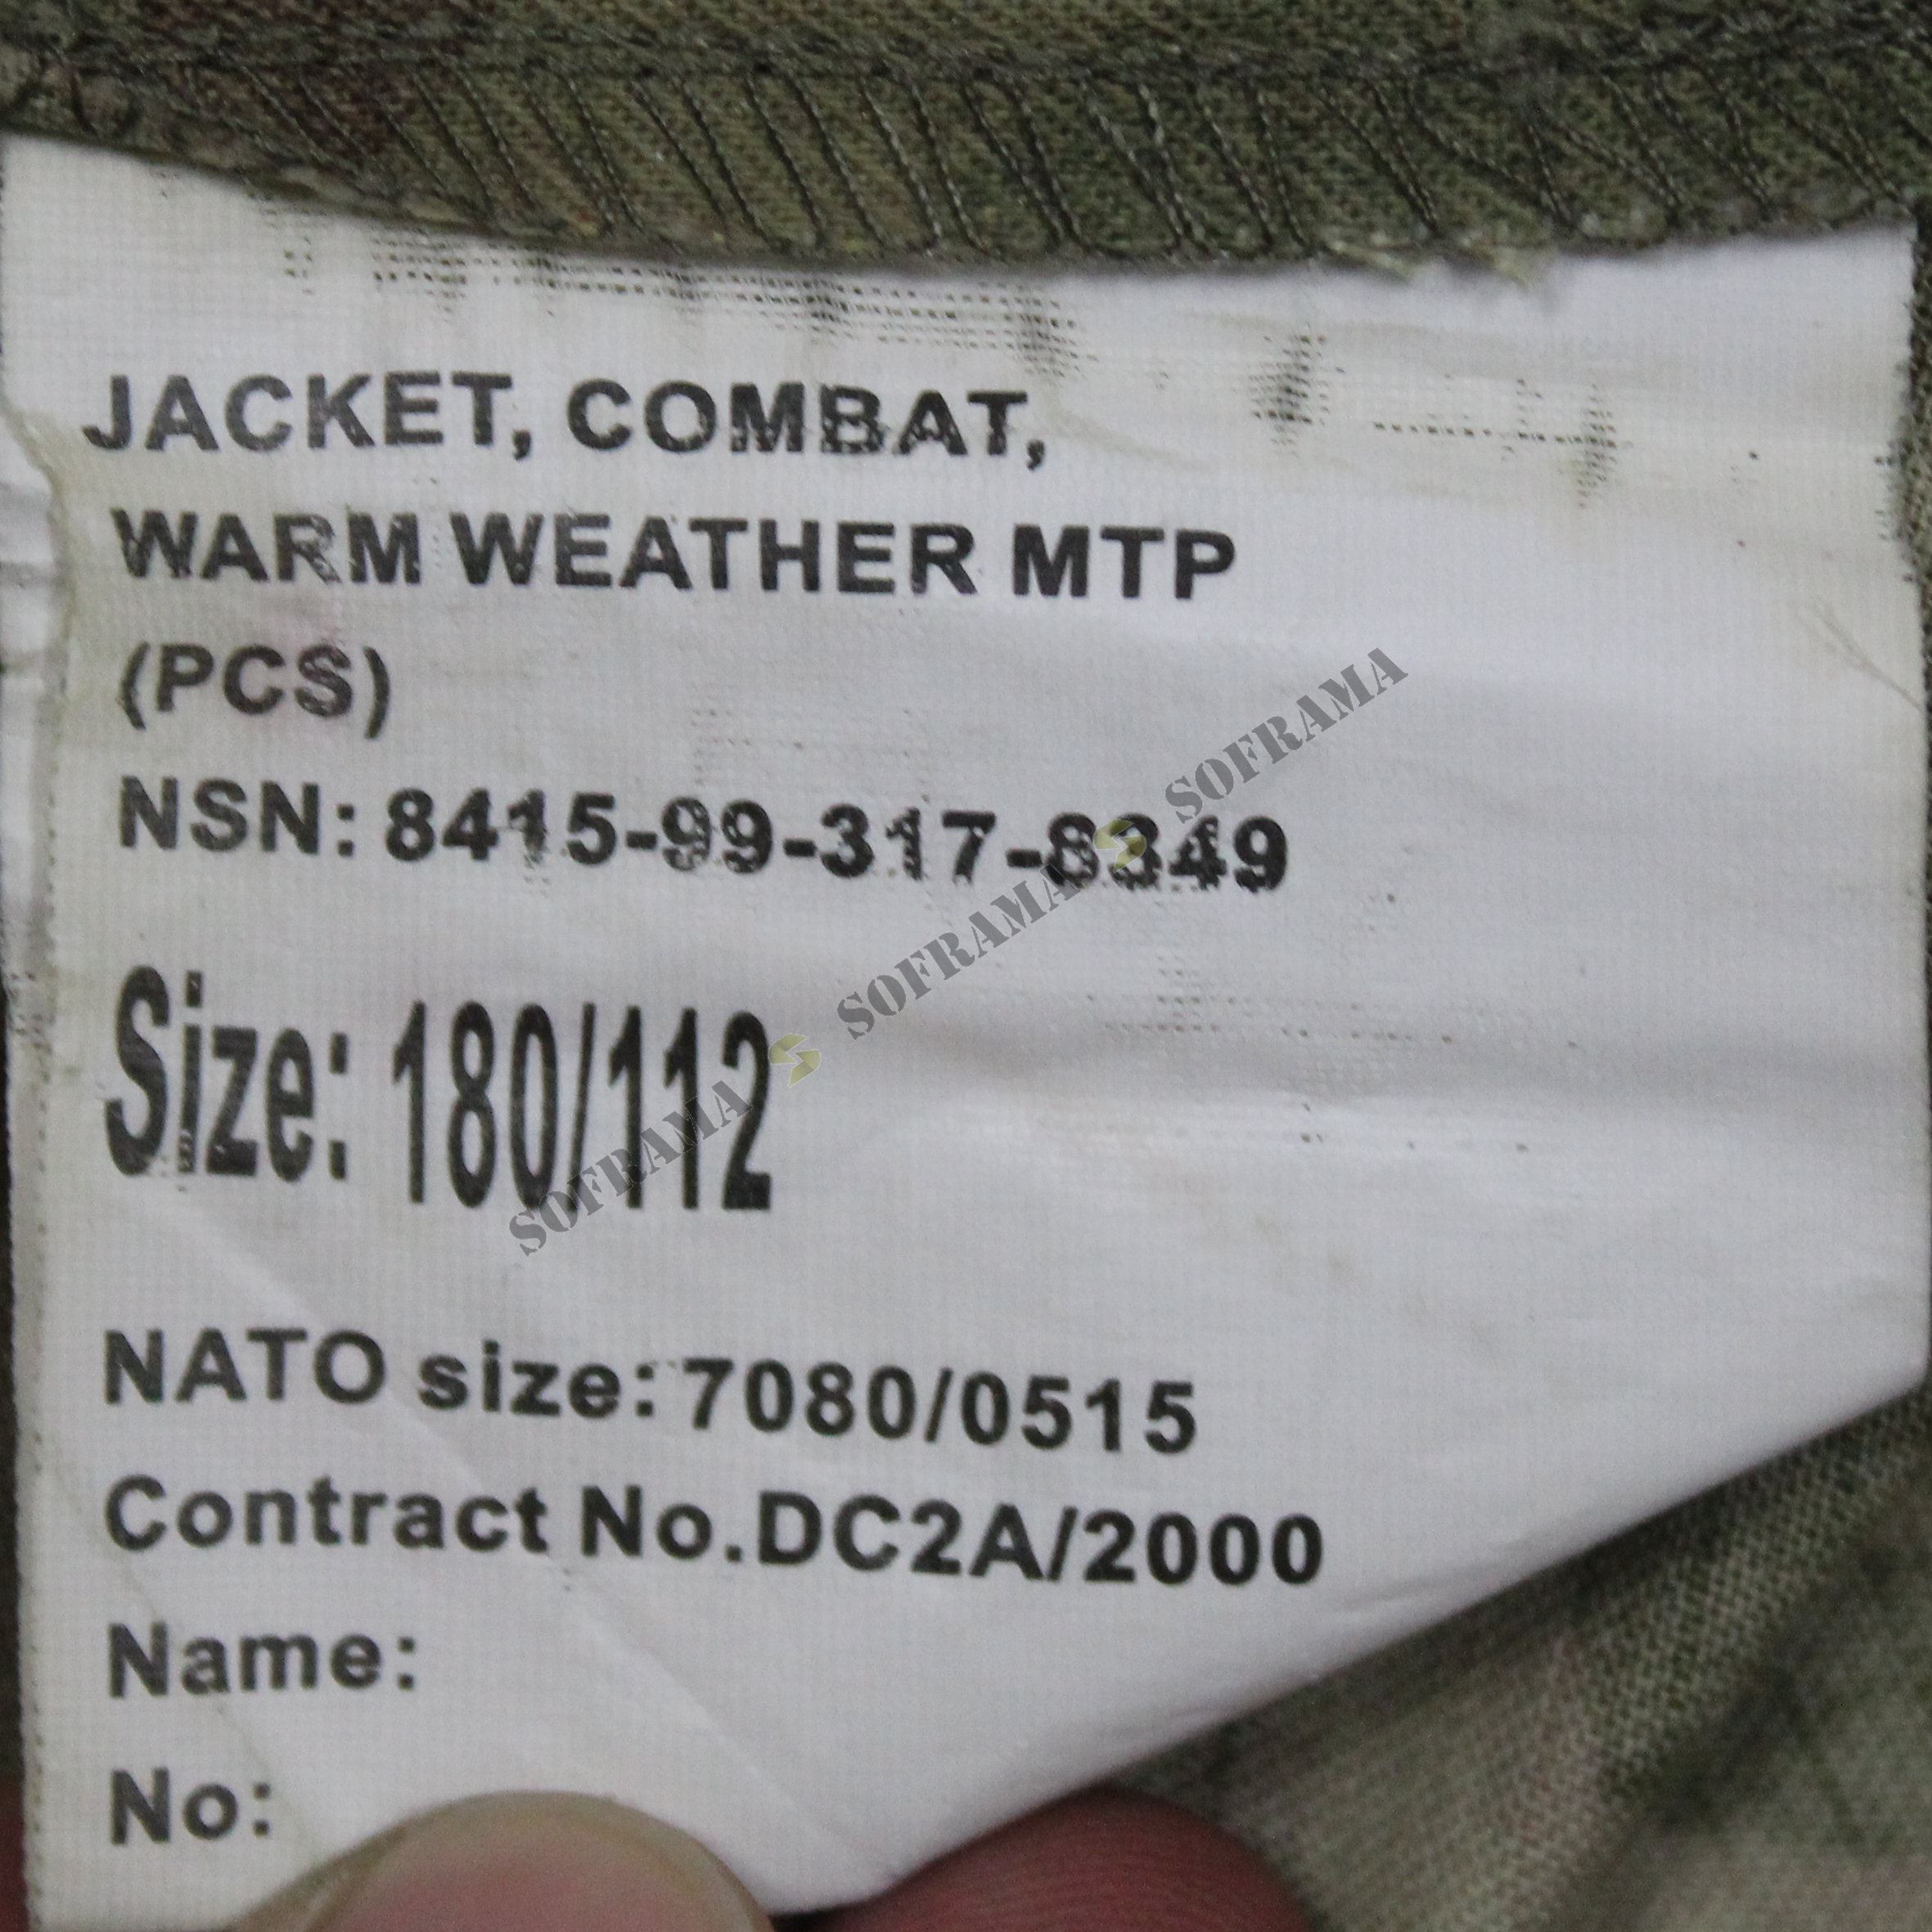 JACKET, COMBAT,
WARM WEATHER MTP
(PCS)
NSN: 8415-99-317-8349
Size: 180/112
NATO size: 7080/0515
Contract No.DC2A/2000
Name:
No:
SOFRAMA SOFRAMA SOFRAMA